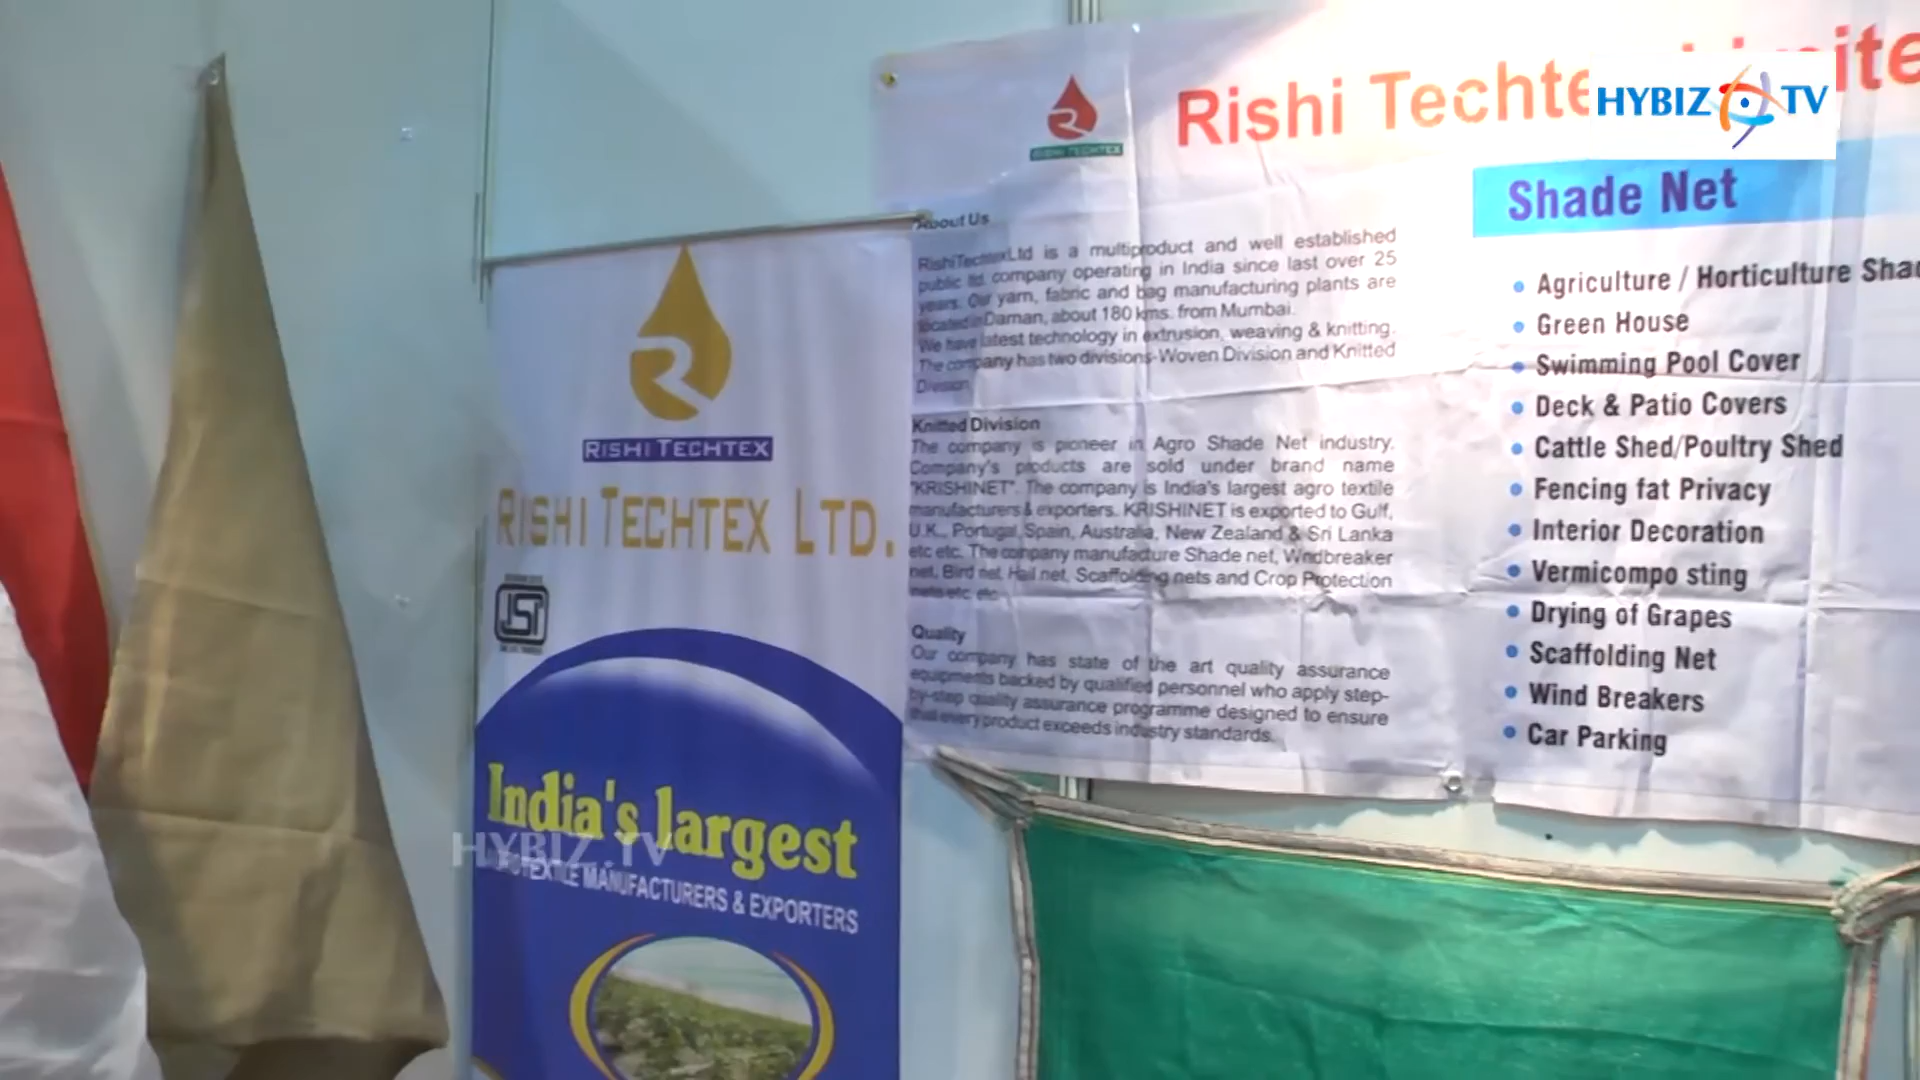 RISHI TECHTEX
RISHI TECHTEX LTD.
ISI
India's largest
MANUFACTURERS & EXPORTERS
HYBIZ.TV
RISHI TECHTEX
Rishi Techte
HYBIZ TV
About Us
RishiTechtexLtd is a multiproduct and well established
public ltd. company operating in India since last over 25
years. Our yarn, fabric and bag manufacturing plants are
located in Daman, about 180 kms. from Mumbai.
We have latest technology in extrusion, weaving & knitting.
The company has two divisions-Woven Division and Knitted
Division.
Knitted Division
The company is pioneer in Agro Shade Net industry.
Company's products are sold under brand name
"KRISHINET". The company is India's largest agro textile
manufacturers & exporters. KRISHINET is exported to Gulf,
U.K., Portugal, Spain, Australia, New Zealand & Sri Lanka
etc etc. The company manufacture Shade net, Windbreaker
net, Bird net, Hail net, Scaffolding nets and Crop Protection
nets etc. etc.
Quality
Our company has state of the art quality assurance
equipments backed by qualified personnel who apply step-
by-step quality assurance programme designed to ensure
that every product exceeds industry standards.
Shade Net
• Agriculture / Horticulture
• Green House
• Swimming Pool Cover
• Deck & Patio Covers
• Cattle Shed/Poultry Shed
• Fencing fat Privacy
• Interior Decoration
• Vermicompo sting
• Drying of Grapes
• Scaffolding Net
• Wind Breakers
• Car Parking